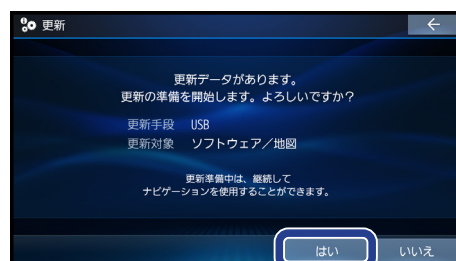 更新
更新データがあります。
更新の準備を開始します。よろしいですか？
更新手段 USB
更新対象 ソフトウェア／地図
更新準備中は、継続して
ナビゲーションを使用することができます。
はい いいえ